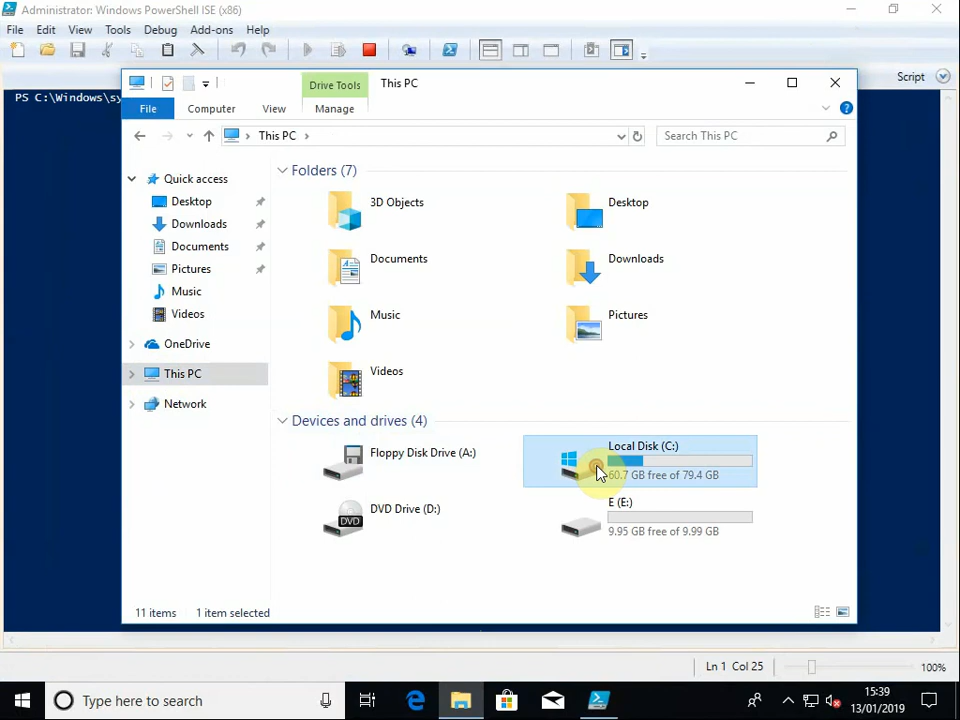 Administrator: Windows PowerShell ISE (x86)
File Edit View Tools Debug Add-ons Help
Script
PS C:\Windows\sy
Drive Tools This PC
File Computer View Manage
This PC
Search This PC
Quick access
Desktop
Downloads
Documents
Pictures
Music
Videos
OneDrive
This PC
Network
Folders (7)
3D Objects
Desktop
Documents
Downloads
Music
Pictures
Videos
Devices and drives (4)
Floppy Disk Drive (A:)
Local Disk (C:)
60.7 GB free of 79.4 GB
DVD Drive (D:)
DVD
E (E:)
9.95 GB free of 9.99 GB
11 items 1 item selected
Ln 1 Col 25 100%
Type here to search
15:39
13/01/2019